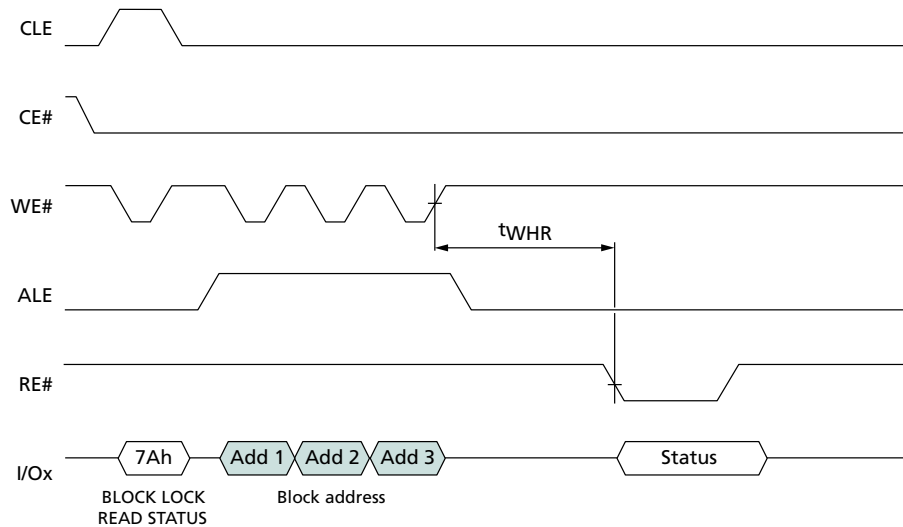 CLE
CE#
WE#
tWHR
ALE
RE#
I/Ox
7Ah
Add 1
Add 2
Add 3
Status
BLOCK LOCK
READ STATUS
Block address